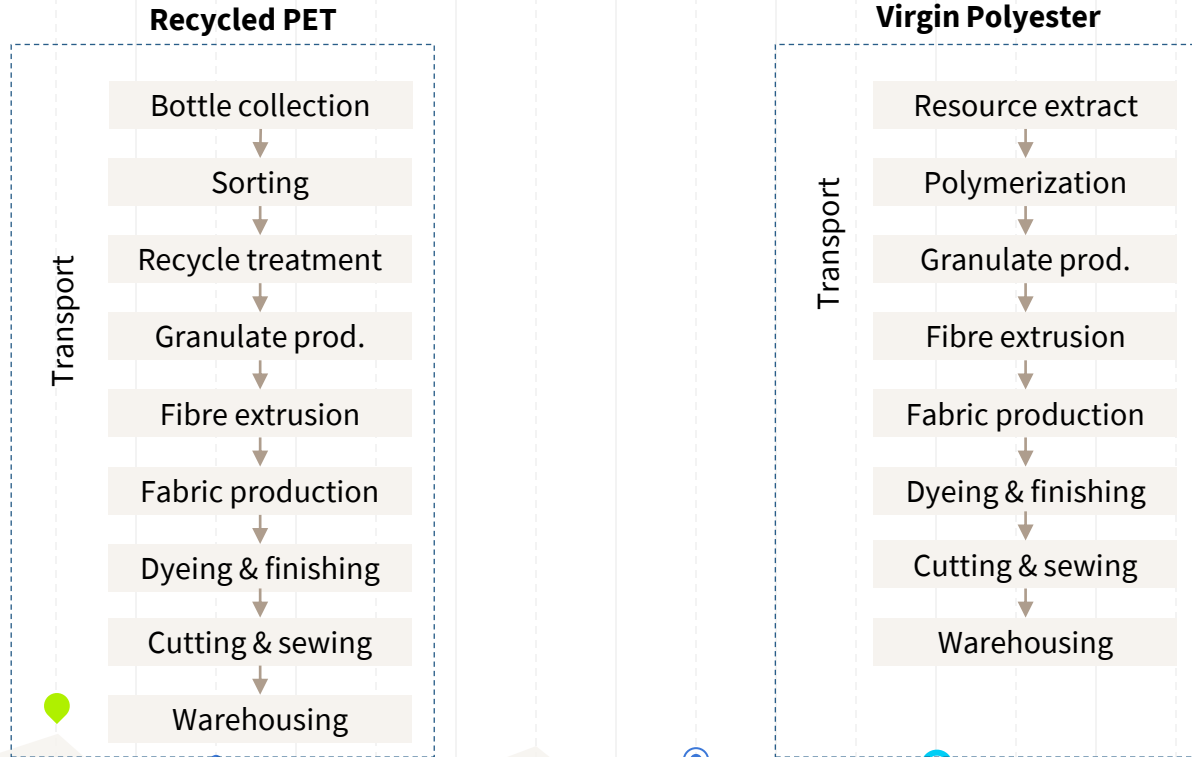 Recycled PET
Transport
Bottle collection
Sorting
Recycle treatment
Granulate prod.
Fibre extrusion
Fabric production
Dyeing & finishing
Cutting & sewing
Warehousing
Virgin Polyester
Transport
Resource extract
Polymerization
Granulate prod.
Fibre extrusion
Fabric production
Dyeing & finishing
Cutting & sewing
Warehousing